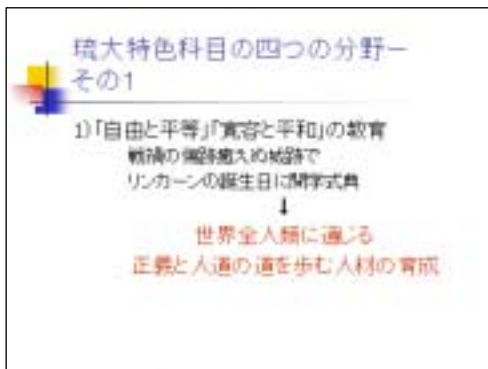 琉大特色科目の四つの分野ー
その1
1)「自由と平等」「寛容と平和」の教育
戦禍の傷跡癒えぬ城跡で
リンカーンの誕生日に開学式典
↓
世界全人類に通じる
正義と人道の道を歩む人材の育成